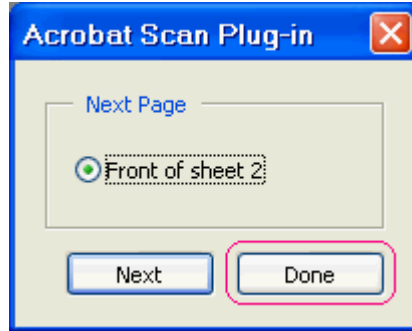 Acrobat Scan Plug-in
Next Page
Front of sheet 2
Next Done